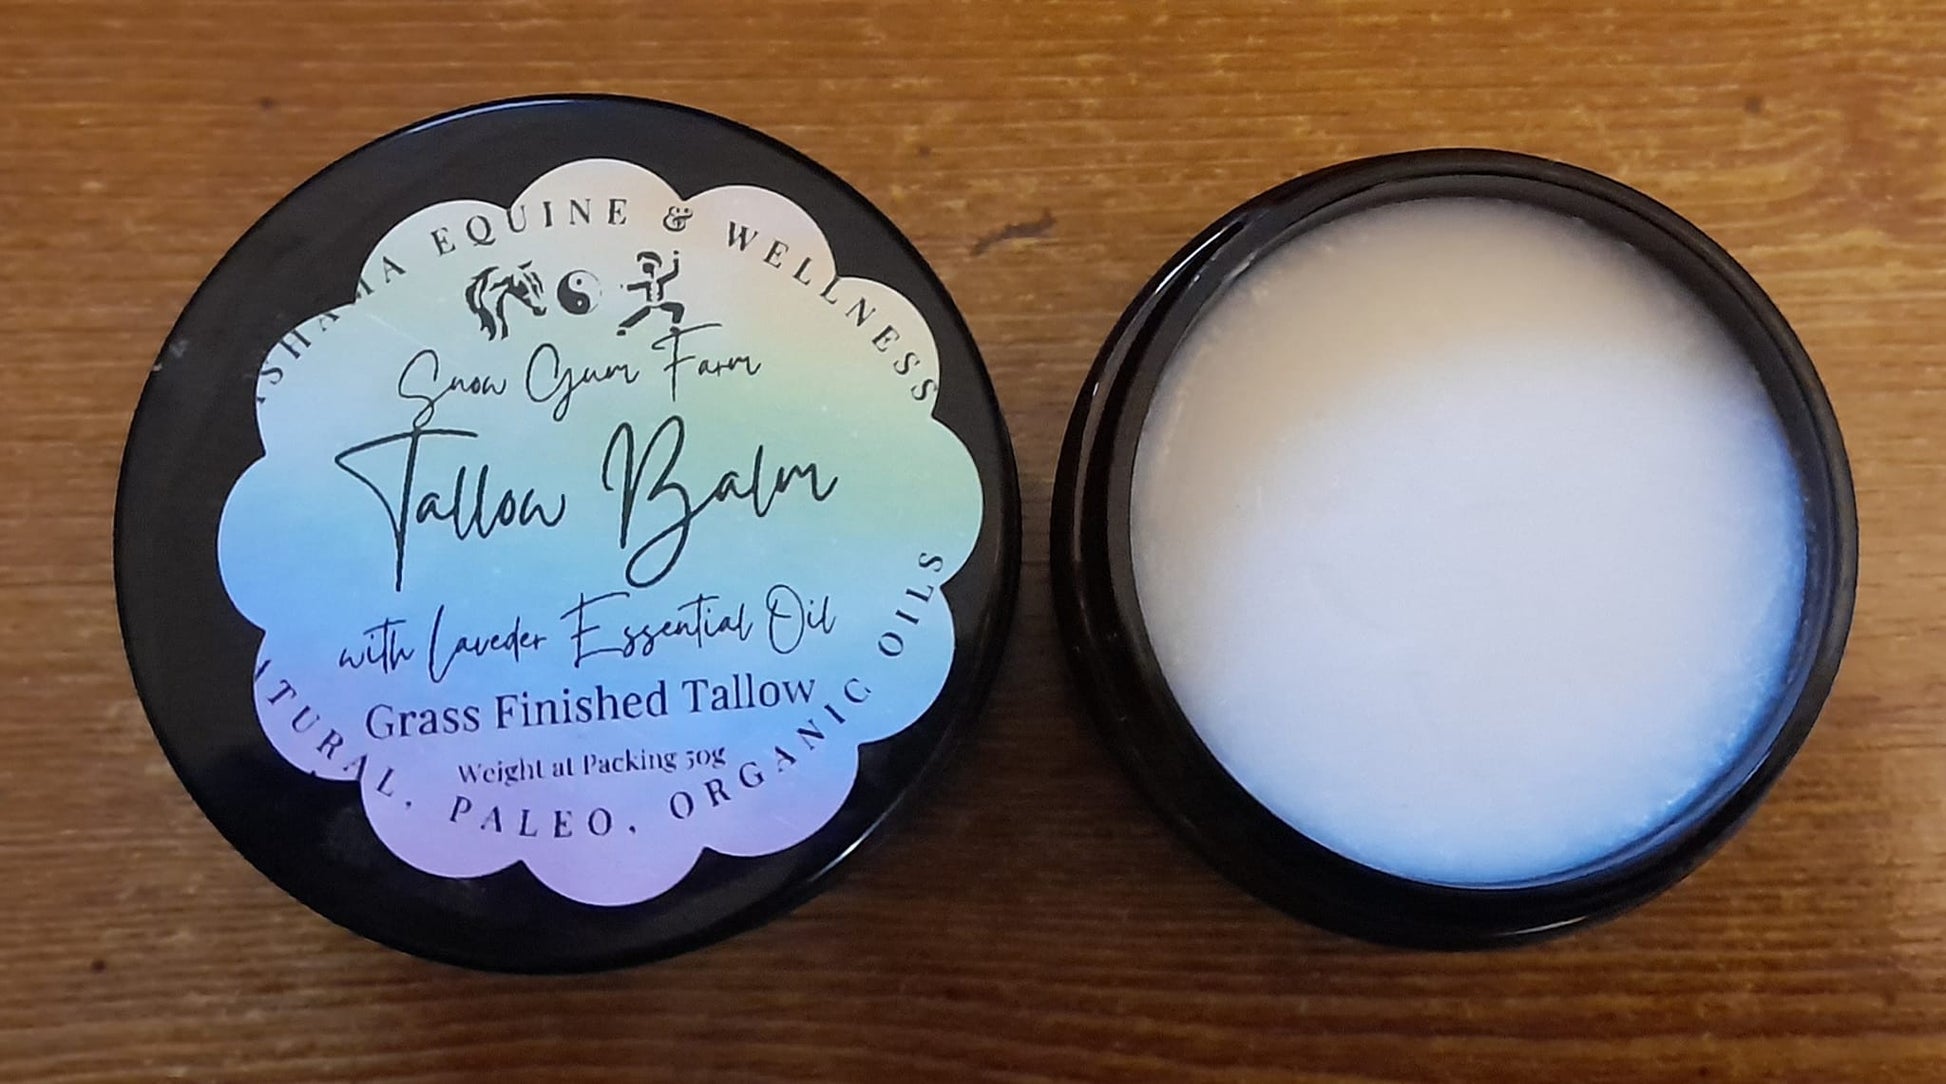 EQUINE & WELLNESS
Snow Gum Farm
Tallow Balm
with Laveder Essential Oil
Grass Finished Tallow
Weight at Packing 50g
PALEO, ORGANIC OILS